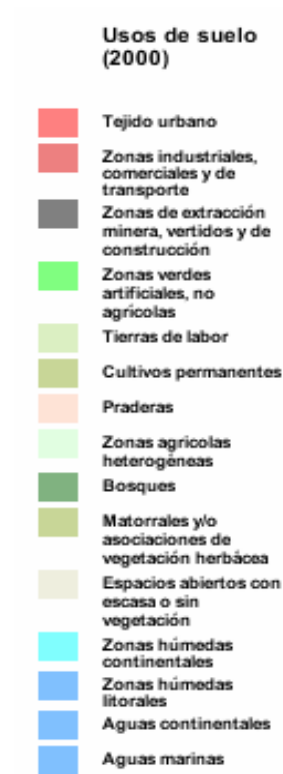 Usos de suelo
(2000)
Tejido urbano
Zonas industriales,
comerciales y de
transporte
Zonas de extracción
minera, vertidos y de
construcción
Zonas verdes
artificiales, no
agrícolas
Tierras de labor
Cultivos permanentes
Praderas
Zonas agrícolas
heterogéneas
Bosques
Matorrales y/o
asociaciones de
vegetación herbácea
Espacios abiertos con
escasa o sin
vegetación
Zonas húmedas
continentales
Zonas húmedas
litorales
Aguas continentales
Aguas marinas